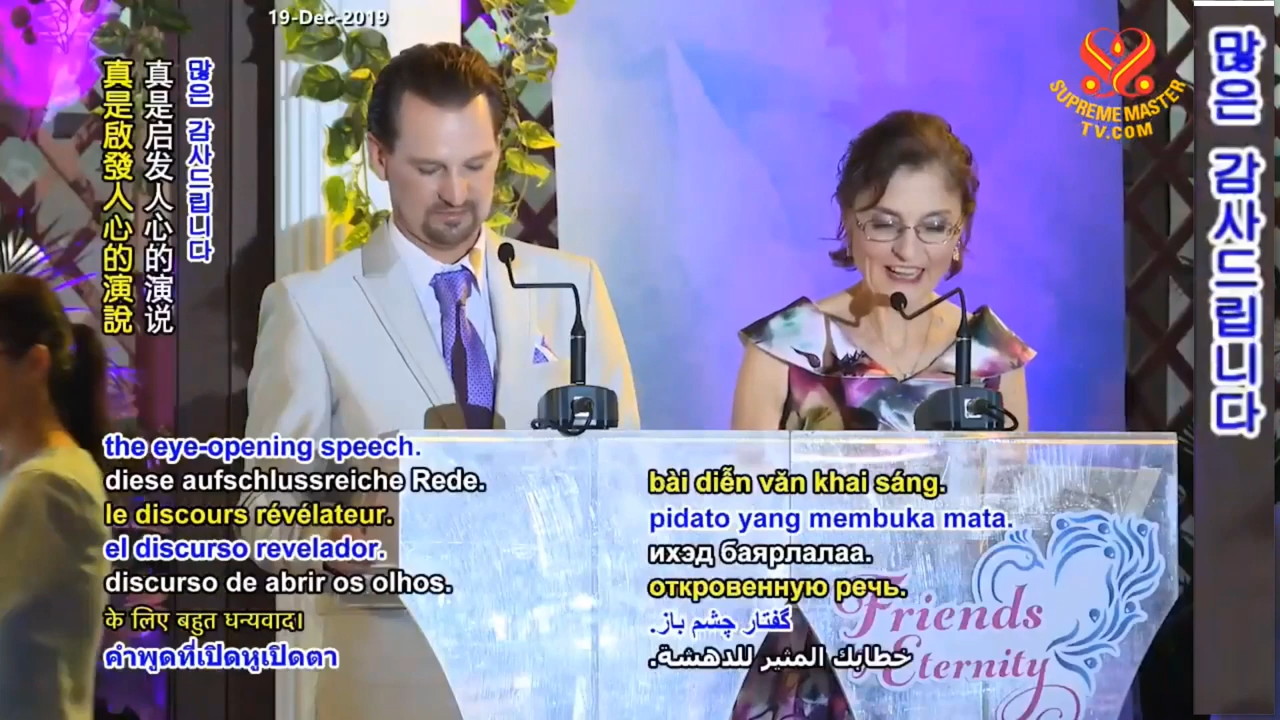 19-Dec-2019
많은 감사드립니다
真是启发人心的演说
真是啟發人心的演說
SUPREME MASTER
TV.COM
많은 감사드립니다
the eye-opening speech.
diese aufschlussreiche Rede.
le discours révélateur.
el discurso revelador.
discurso de abrir os olhos.
के लिए बहुत धन्यवाद।
คำพูดที่เปิดหูเปิดตา
bài diễn văn khai sáng.
pidato yang membuka mata.
ихэд баярлалаа.
откровенную речь.
گفتار چشم باز.
خطابك المثير للدهشة.
Friends
Eternity